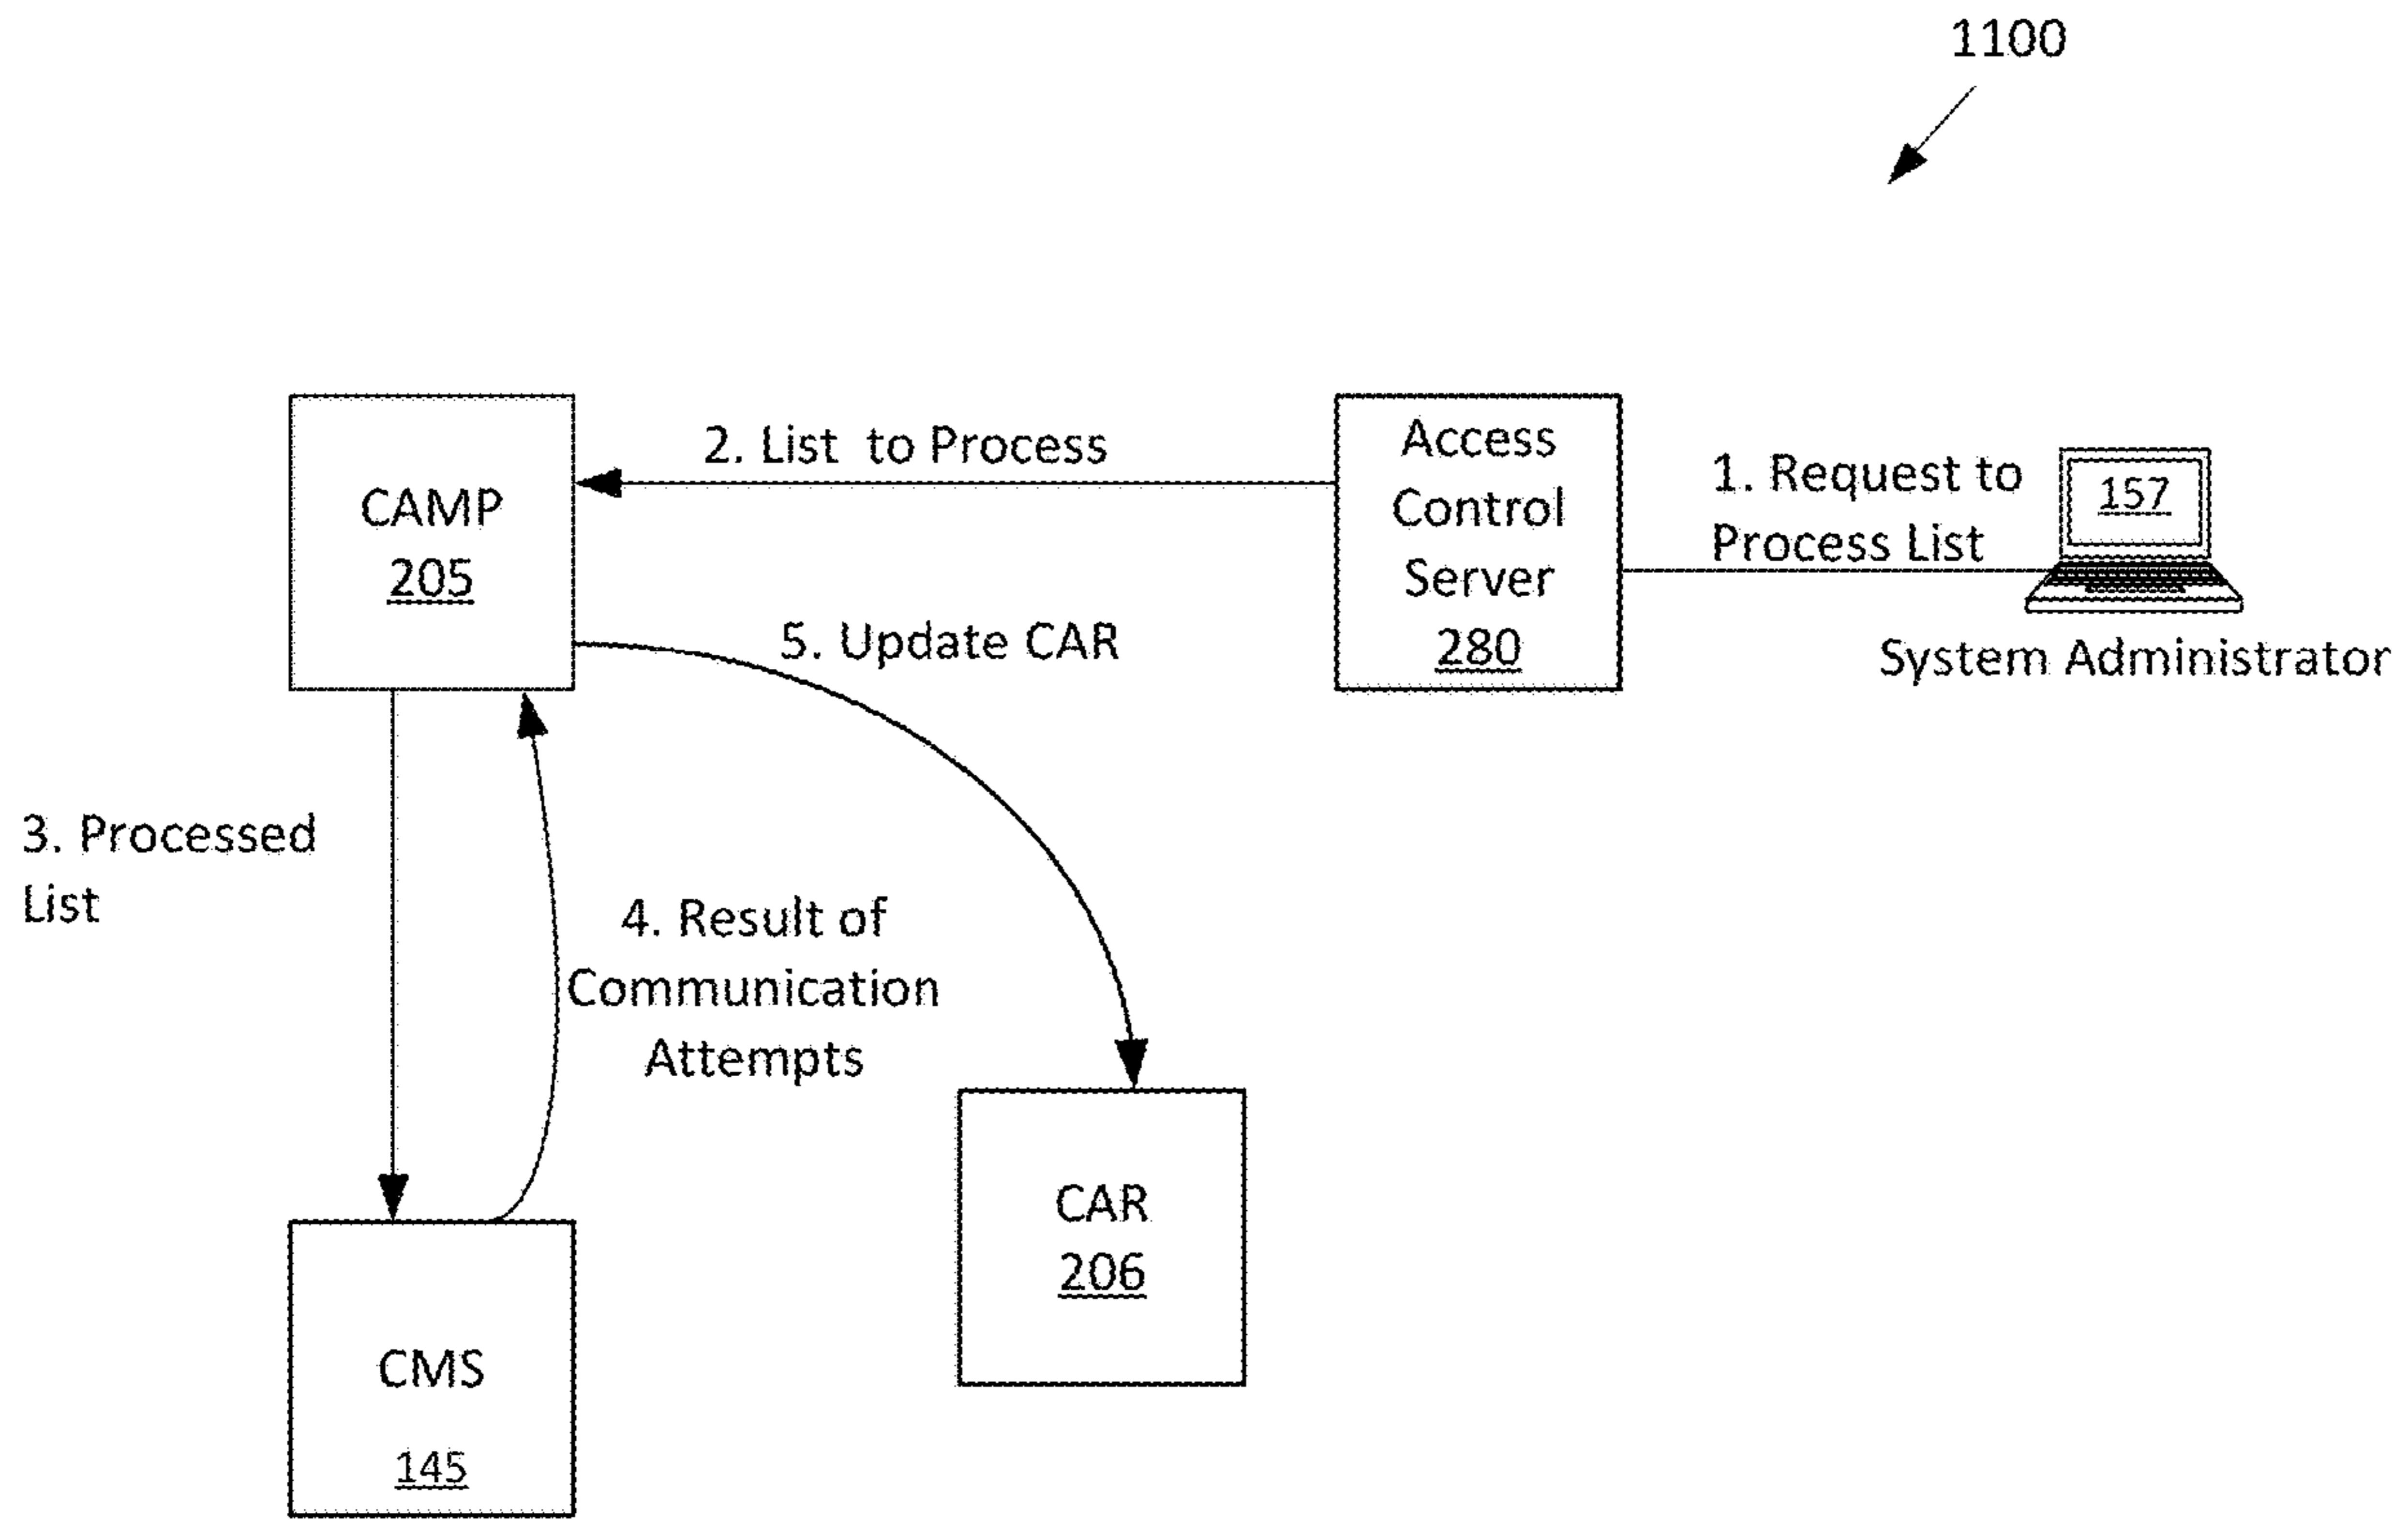 1100
CAMP
205
2. List to Process
Access
Control
Server
280
1. Request to
Process List
157
System Administrator
5. Update CAR
3. Processed
List
4. Result of
Communication
Attempts
CAR
206
CMS
145